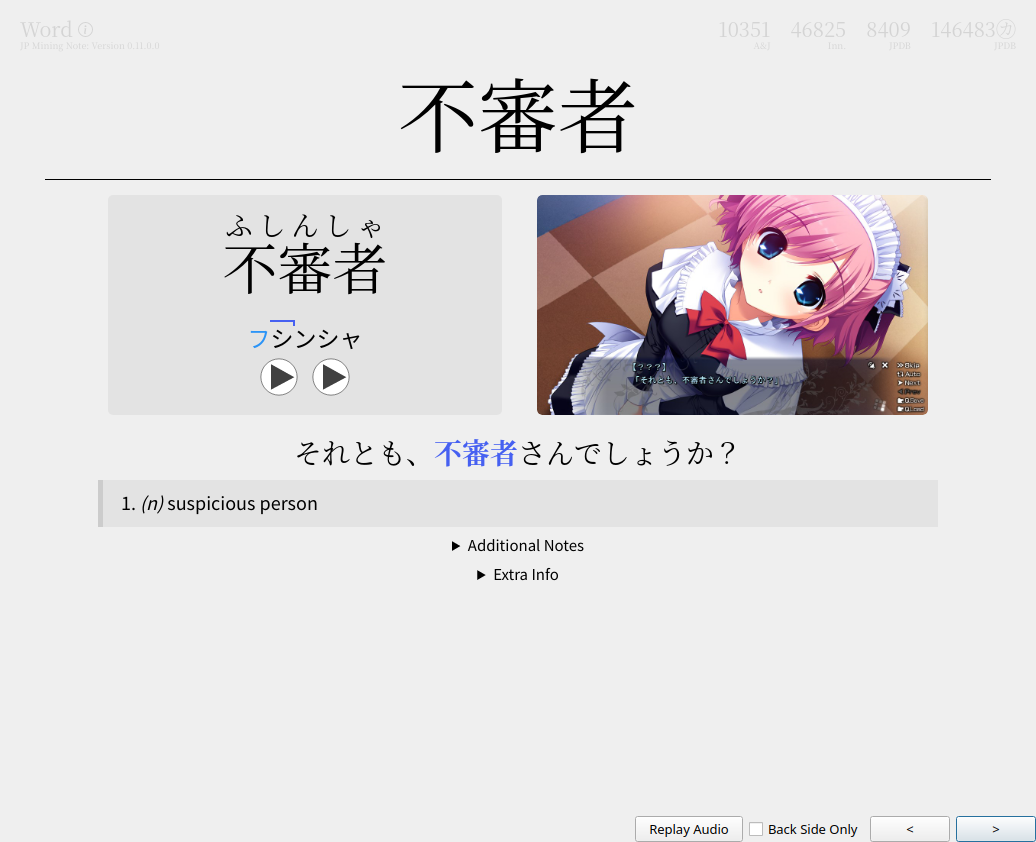 Word ⓘ
JP Mining Note: Version 0.11.0.0
10351 46825 8409 146483㋕
JPDB JPDB
不審者
ふしんしゃ
不審者
フシンシャ
【???】
「それとも、不審者さんでしょうか?」
Skip
Auto
Next
それとも、不審者さんでしょうか？
1. (n) suspicious person
▶ Additional Notes
▶ Extra Info
Replay Audio Back Side Only < >